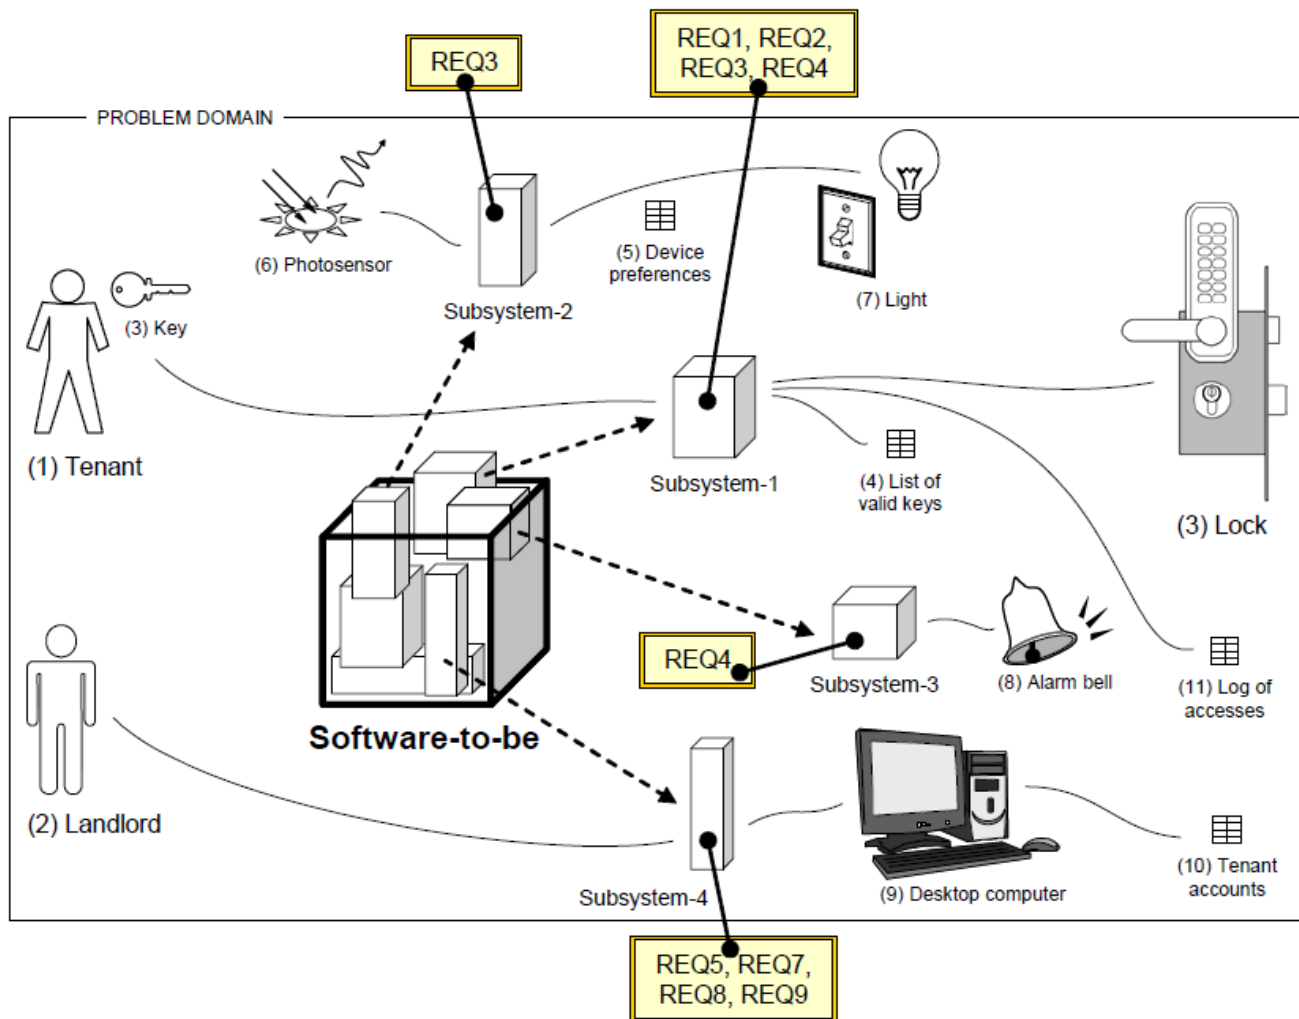 REQ3
REQ1, REQ2,
REQ3, REQ4
PROBLEM DOMAIN
(6) Photosensor
Subsystem-2
(5) Device
preferences
(7) Light
(3) Key
(1) Tenant
Subsystem-1
(4) List of
valid keys
(3) Lock
REQ4
Subsystem-3
(8) Alarm bell
(11) Log of
accesses
Software-to-be
(2) Landlord
Subsystem-4
(9) Desktop computer
(10) Tenant
accounts
REQ5, REQ7,
REQ8, REQ9